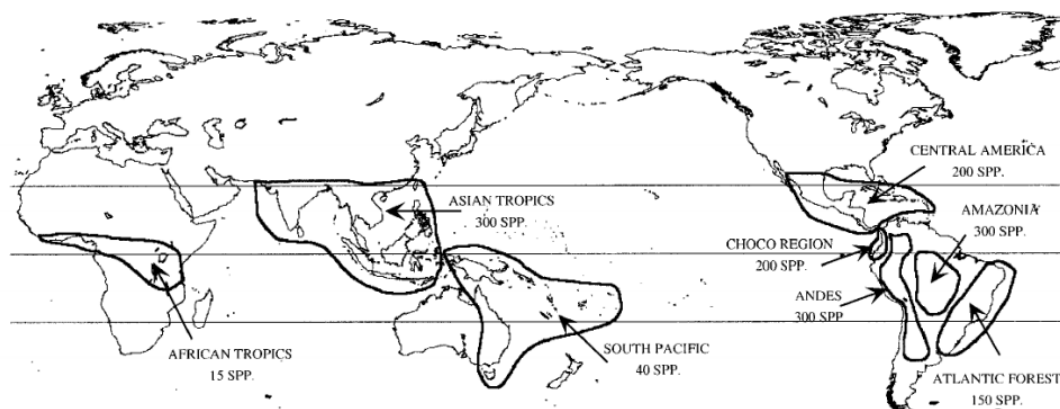 CENTRAL AMERICA
200 SPP.
ASIAN TROPICS
300 SPP.
AMAZONIA
300 SPP.
CHOCO REGION
200 SPP.
ANDES
300 SPP
AFRICAN TROPICS
15 SPP.
SOUTH PACIFIC
40 SPP.
ATLANTIC FOREST
150 SPP.